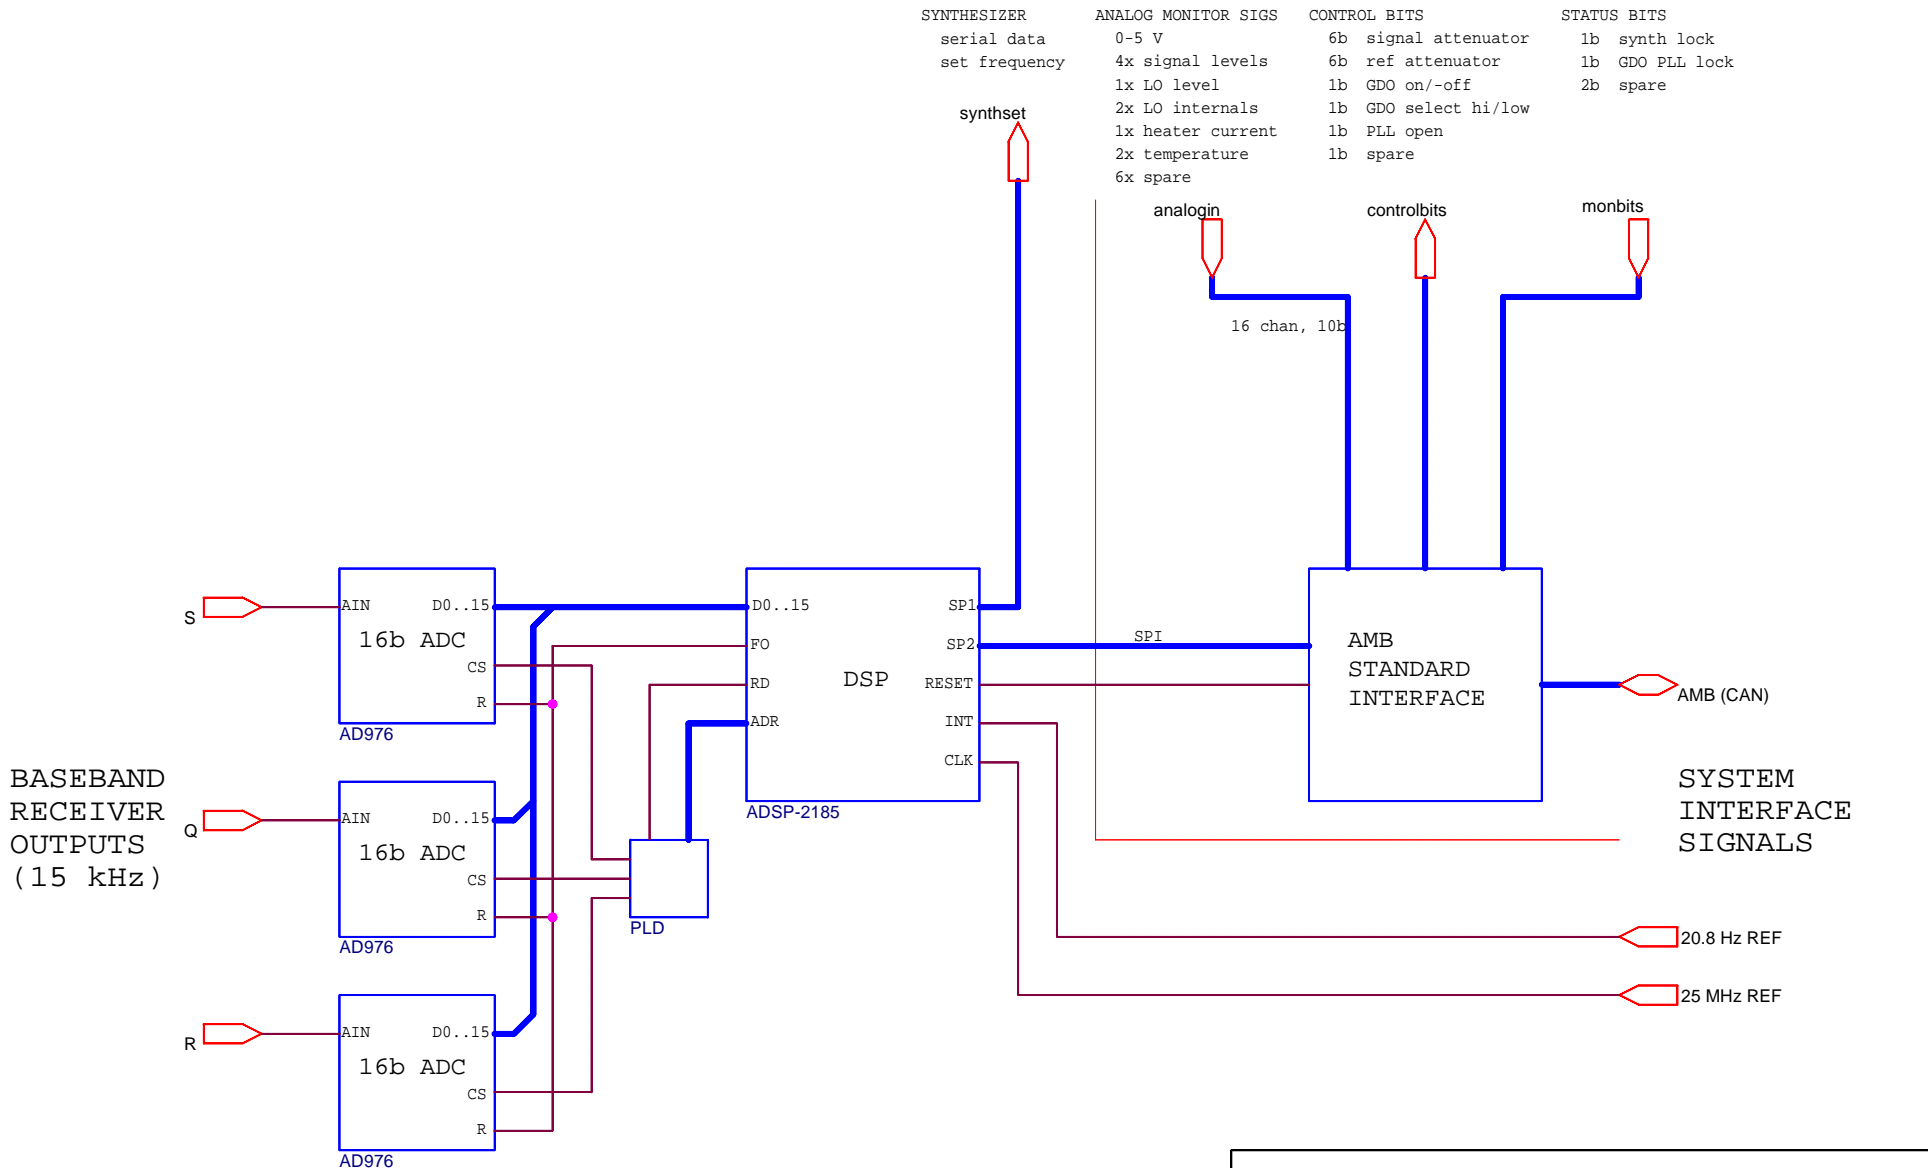 SYNTHESIZER
serial data
set frequency
ANALOG MONITOR SIGS
0-5 V
4x signal levels
1x LO level
2x LO internals
1x heater current
2x temperature
6x spare
CONTROL BITS
6b signal attenuator
6b ref attenuator
1b GDO on/-off
1b GDO select hi/low
1b PLL open
1b spare
STATUS BITS
1b synth lock
1b GDO PLL lock
2b spare
synthset
analogin
controlbits
monbits
16 chan, 10b
S
AIN
D0..15
16b ADC
CS
R
AD976
D0..15
FO
RD
ADR
DSP
SP1
SP2
RESET
INT
CLK
ADSP-2185
SPI
AMB
STANDARD
INTERFACE
AMB (CAN)
BASEBAND
RECEIVER
OUTPUTS
(15 kHz)
Q
AIN
D0..15
16b ADC
CS
R
AD976
PLD
SYSTEM
INTERFACE
SIGNALS
20.8 Hz REF
25 MHz REF
R
AIN
D0..15
16b ADC
CS
R
AD976